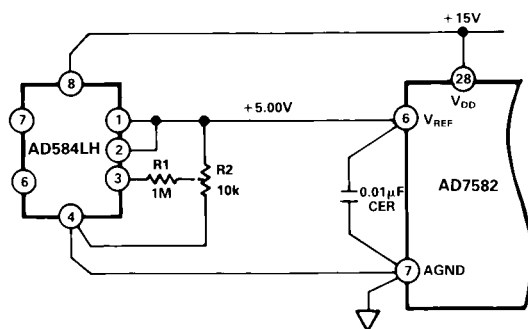 +15V
8
28
V_DD
7
1
+5.00V
6
V_REF
AD584LH
2
R1
R2
AD7582
6
3
1M
10k
0.01μF
CER
4
7
AGND